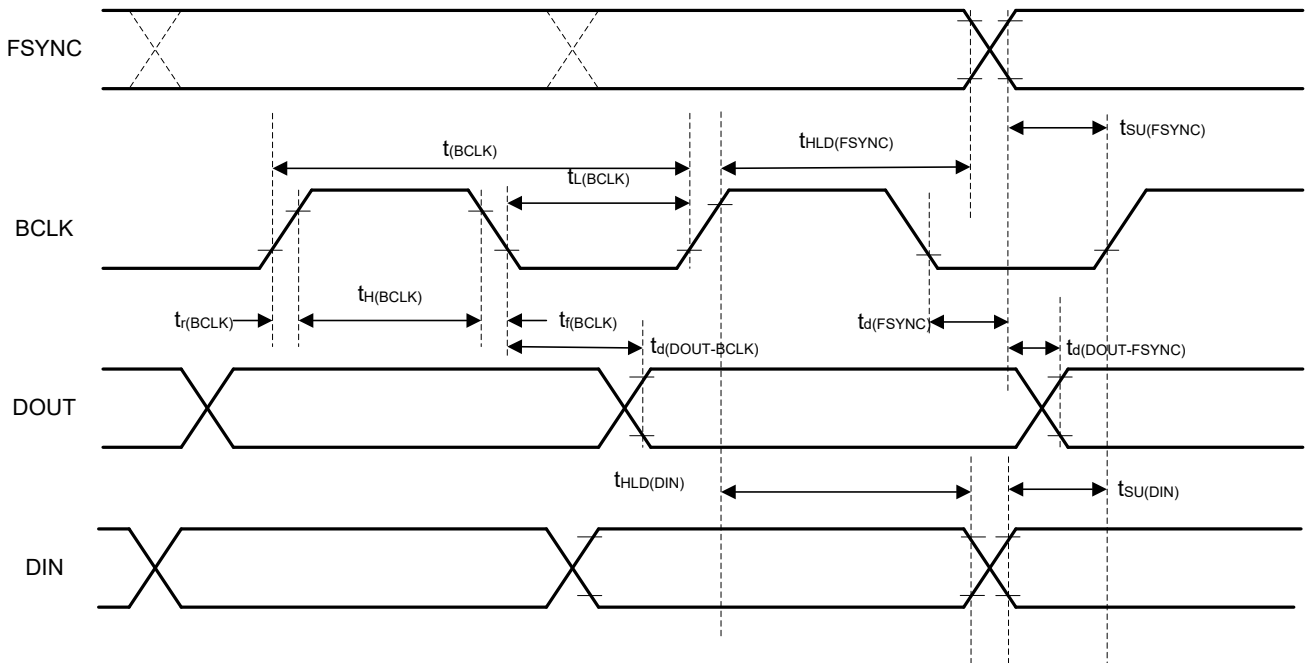 FSYNC
tSU(FSYNC)
tHLD(FSYNC)
t(BCLK)
tL(BCLK)
BCLK
tH(BCLK)
tr(BCLK)
tf(BCLK)
td(FSYNC)
td(DOUT-BCLK)
td(DOUT-FSYNC)
DOUT
tHLD(DIN)
tSU(DIN)
DIN